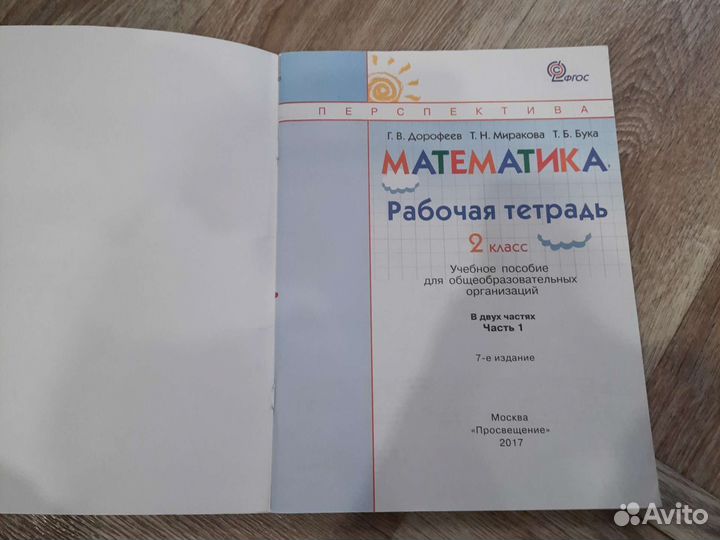 ФГОС
ПЕРСПЕКТИВА
Г. В. Дорофеев Т. Н. Миракова Т. Б. Бука
МАТЕМАТИКА
Рабочая тетрадь
2 класс
Учебное пособие
для общеобразовательных
организаций
В двух частях
Часть 1
7-е издание
Москва
«Просвещение»
2017
Avito